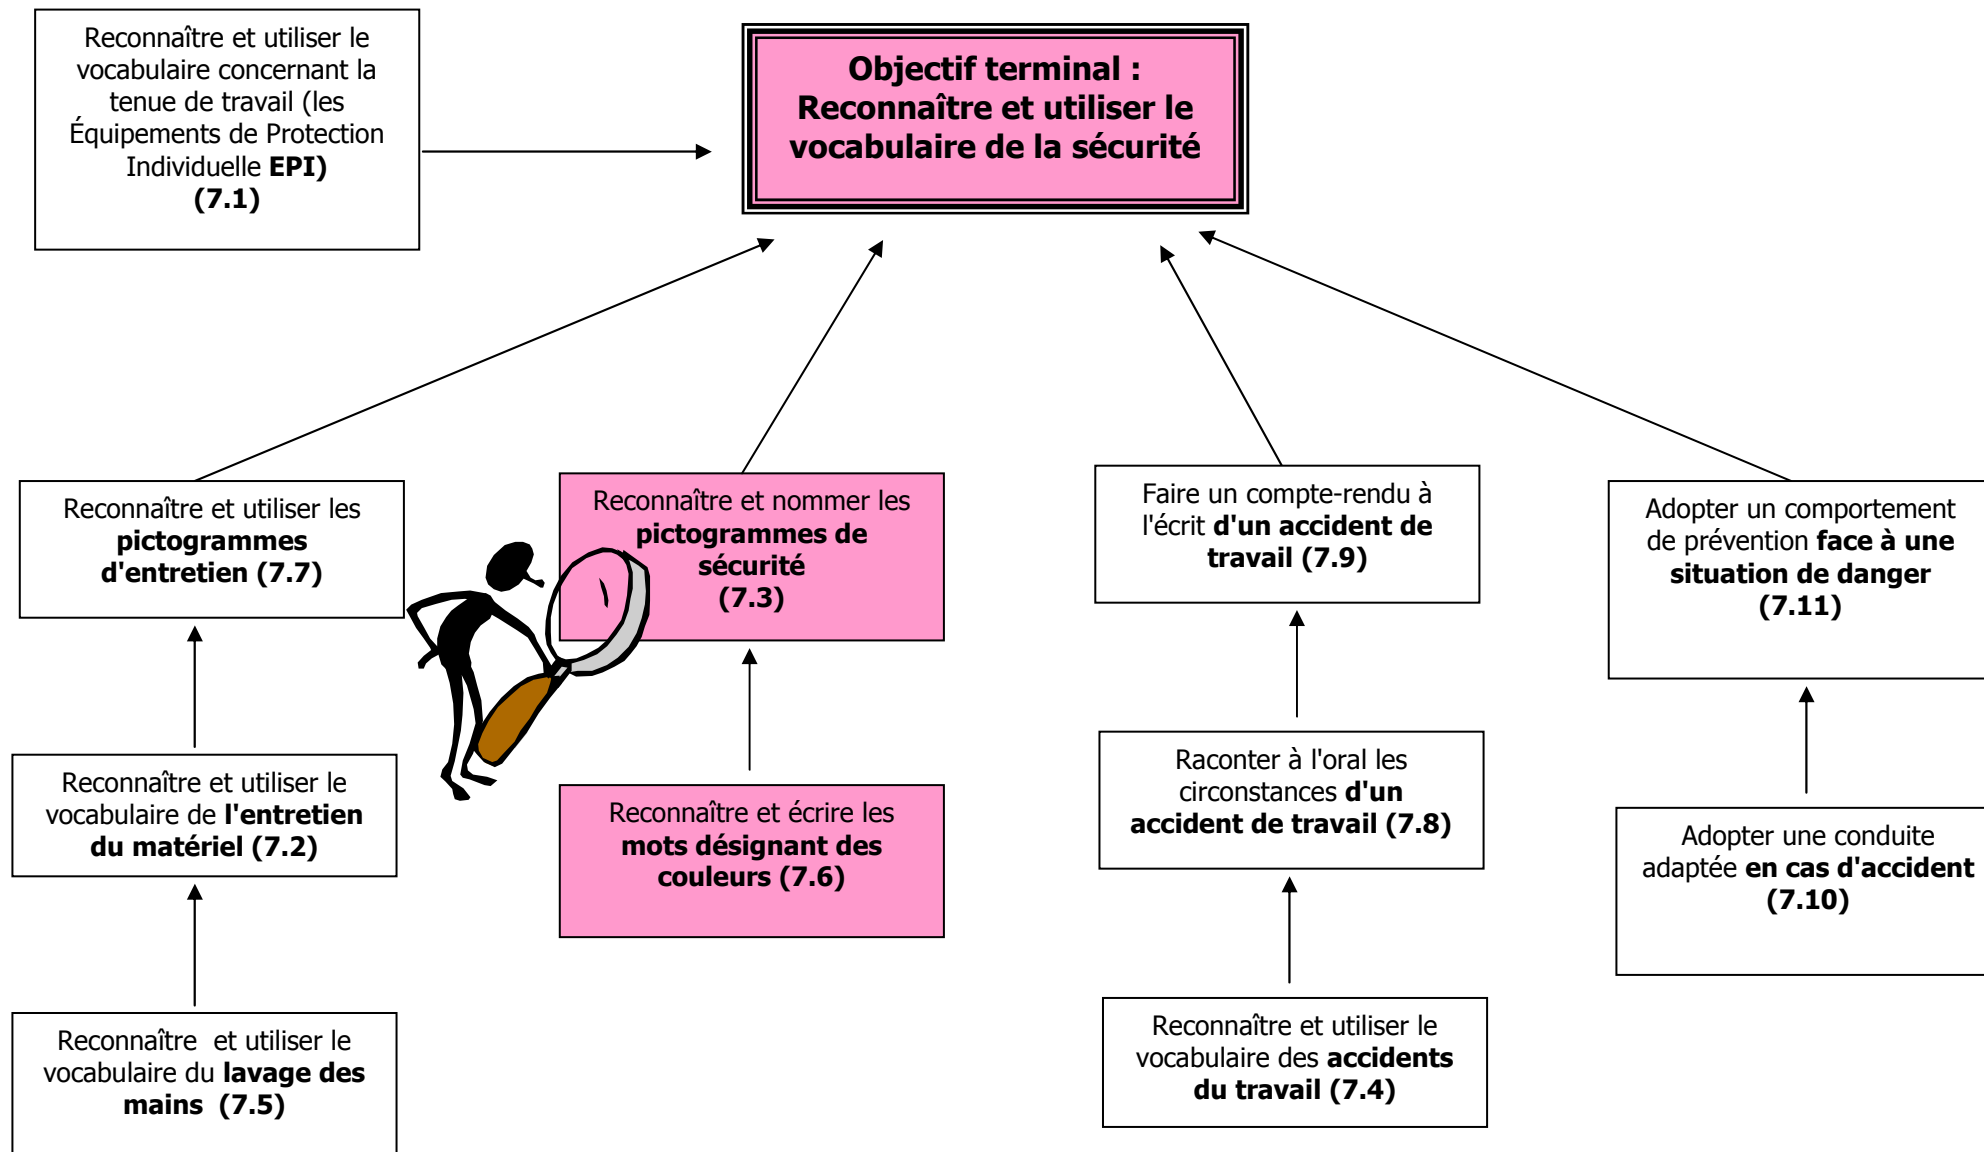 Reconnaître et utiliser le
vocabulaire concernant la
tenue de travail (les
Équipements de Protection
Individuelle EPI)
(7.1)
Objectif terminal :
Reconnaître et utiliser le
vocabulaire de la sécurité
Reconnaître et utiliser les
pictogrammes
d'entretien (7.7)
Reconnaître et nommer les
pictogrammes de
sécurité
(7.3)
Faire un compte-rendu à
l'écrit d'un accident de
travail (7.9)
Adopter un comportement
de prévention face à une
situation de danger
(7.11)
Reconnaître et utiliser le
vocabulaire de l'entretien
du matériel (7.2)
Reconnaître et écrire les
mots désignant des
couleurs (7.6)
Raconter à l'oral les
circonstances d'un
accident de travail (7.8)
Adopter une conduite
adaptée en cas d'accident
(7.10)
Reconnaître et utiliser le
vocabulaire du lavage des
mains (7.5)
Reconnaître et utiliser le
vocabulaire des accidents
du travail (7.4)